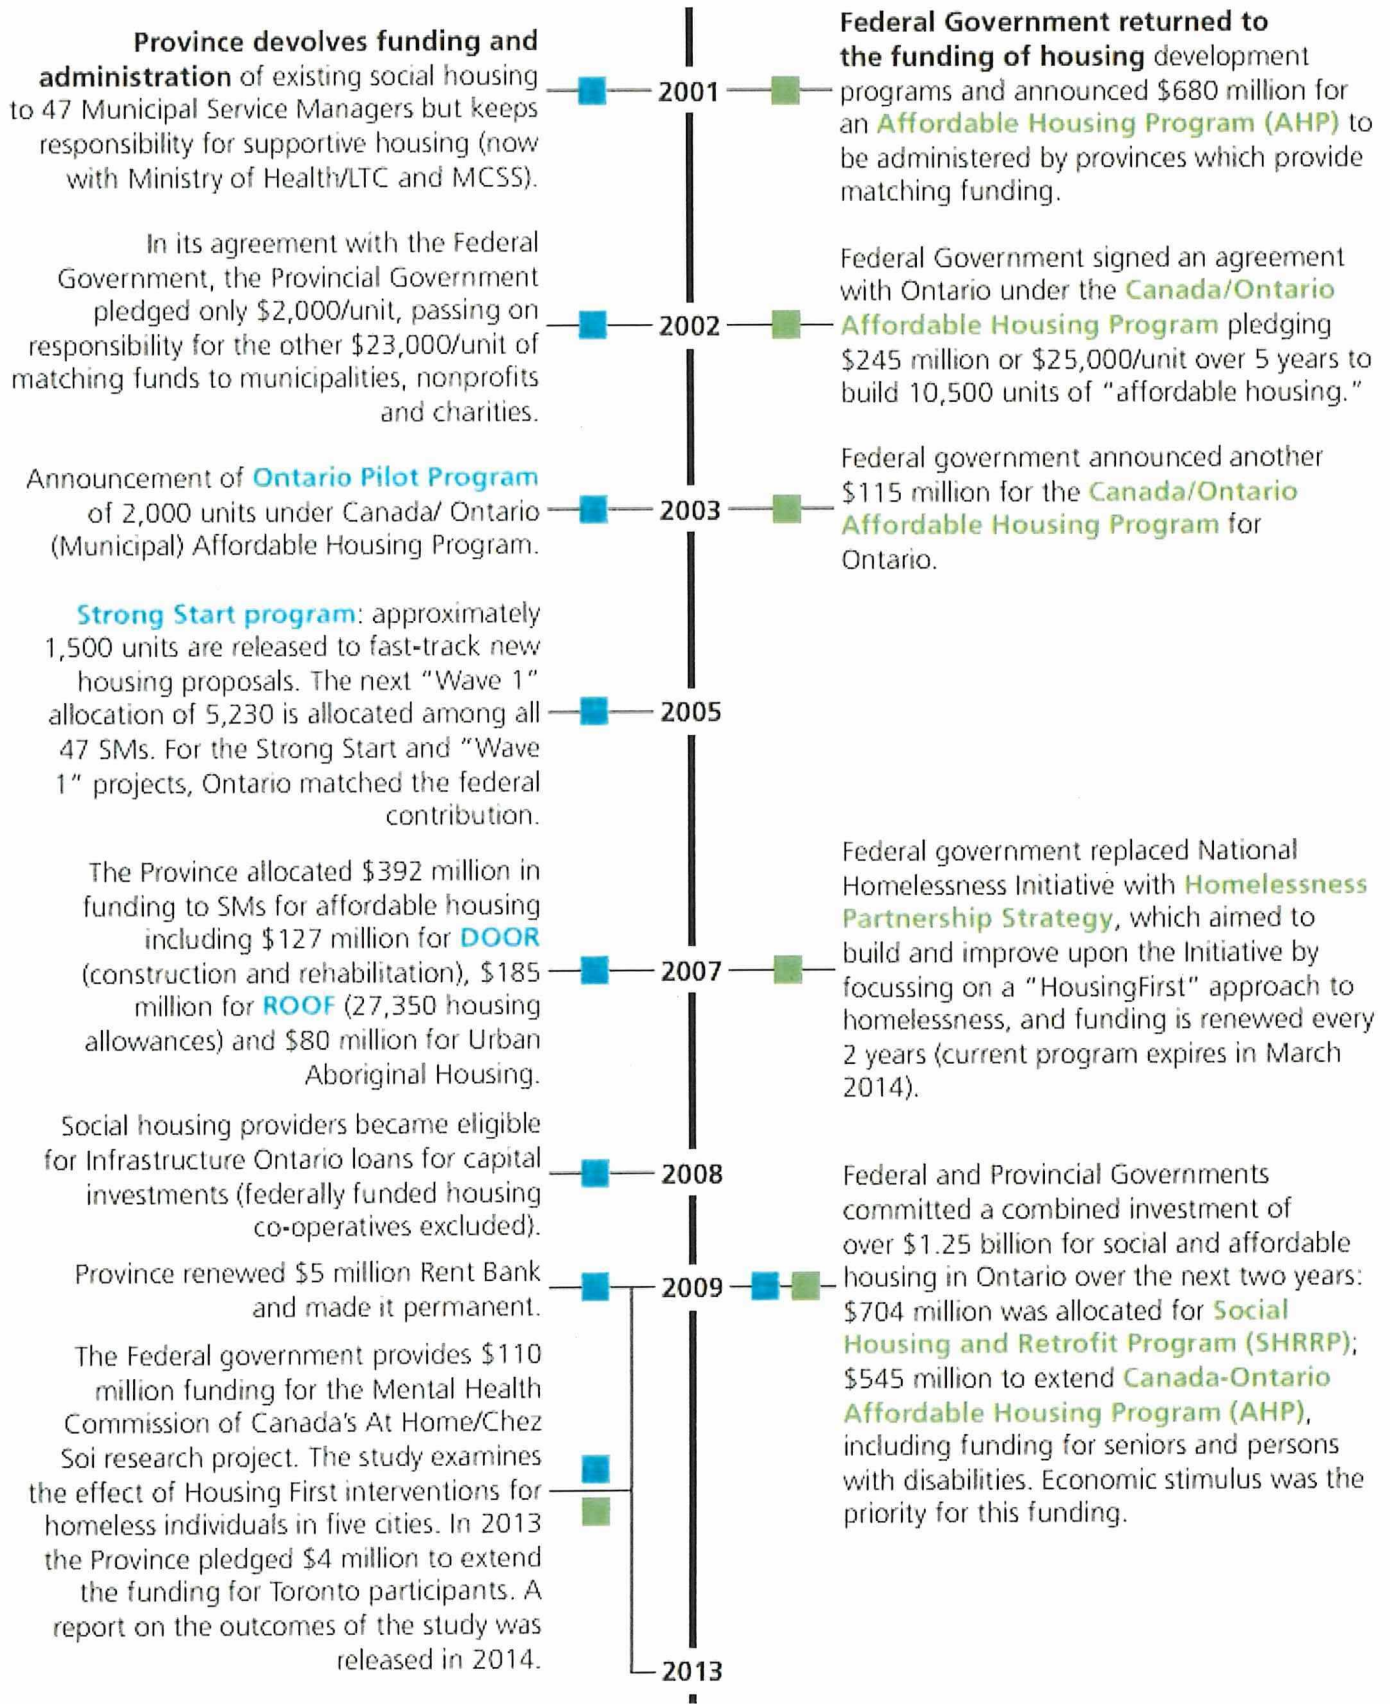 Province devolves funding and
administration of existing social housing
to 47 Municipal Service Managers but keeps
responsibility for supportive housing (now
with Ministry of Health/LTC and MCSS).
2001
Federal Government returned to
the funding of housing development
programs and announced $680 million for
an Affordable Housing Program (AHP) to
be administered by provinces which provide
matching funding.
In its agreement with the Federal
Government, the Provincial Government
pledged only $2,000/unit, passing on
responsibility for the other $23,000/unit of
matching funds to municipalities, nonprofits
and charities.
2002
Federal Government signed an agreement
with Ontario under the Canada/Ontario
Affordable Housing Program pledging
$245 million or $25,000/unit over 5 years to
build 10,500 units of "affordable housing."
Announcement of Ontario Pilot Program
of 2,000 units under Canada/ Ontario
(Municipal) Affordable Housing Program.
2003
Federal government announced another
$115 million for the Canada/Ontario
Affordable Housing Program for
Ontario.
Strong Start program: approximately
1,500 units are released to fast-track new
housing proposals. The next "Wave 1"
allocation of 5,230 is allocated among all
47 SMs. For the Strong Start and "Wave
1" projects, Ontario matched the federal
contribution.
2005
The Province allocated $392 million in
funding to SMs for affordable housing
including $127 million for DOOR
(construction and rehabilitation), $185
million for ROOF (27,350 housing
allowances) and $80 million for Urban
Aboriginal Housing.
2007
Federal government replaced National
Homelessness Initiative with Homelessness
Partnership Strategy, which aimed to
build and improve upon the Initiative by
focussing on a "HousingFirst" approach to
homelessness, and funding is renewed every
2 years (current program expires in March
2014).
Social housing providers became eligible
for Infrastructure Ontario loans for capital
investments (federally funded housing
co-operatives excluded).
2008
Province renewed $5 million Rent Bank
and made it permanent.
2009
Federal and Provincial Governments
committed a combined investment of
over $1.25 billion for social and affordable
housing in Ontario over the next two years:
$704 million was allocated for Social
Housing and Retrofit Program (SHRRP);
$545 million to extend Canada-Ontario
Affordable Housing Program (AHP),
including funding for seniors and persons
with disabilities. Economic stimulus was the
priority for this funding.
The Federal government provides $110
million funding for the Mental Health
Commission of Canada's At Home/Chez
Soi research project. The study examines
the effect of Housing First interventions for
homeless individuals in five cities. In 2013
the Province pledged $4 million to extend
the funding for Toronto participants. A
report on the outcomes of the study was
released in 2014.
2013